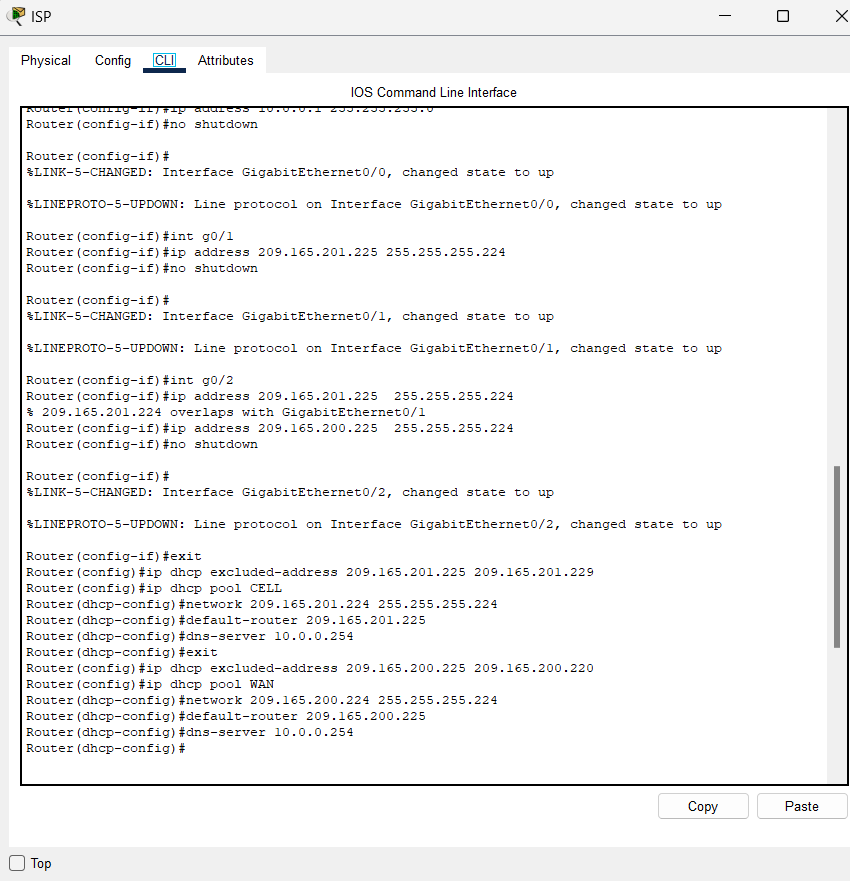 ISP
Physical Config CLI Attributes
IOS Command Line Interface
Router(config-if)#ip address 10.0.0.1 255.255.255.0
Router(config-if)#no shutdown
Router(config-if)#
%LINK-5-CHANGED: Interface GigabitEthernet0/0, changed state to up
%LINEPROTO-5-UPDOWN: Line protocol on Interface GigabitEthernet0/0, changed state to up
Router(config-if)#int g0/1
Router(config-if)#ip address 209.165.201.225 255.255.255.224
Router(config-if)#no shutdown
Router(config-if)#
%LINK-5-CHANGED: Interface GigabitEthernet0/1, changed state to up
%LINEPROTO-5-UPDOWN: Line protocol on Interface GigabitEthernet0/1, changed state to up
Router(config-if)#int g0/2
Router(config-if)#ip address 209.165.201.225  255.255.255.224
% 209.165.201.224 overlaps with GigabitEthernet0/1
Router(config-if)#ip address 209.165.200.225  255.255.255.224
Router(config-if)#no shutdown
Router(config-if)#
%LINK-5-CHANGED: Interface GigabitEthernet0/2, changed state to up
%LINEPROTO-5-UPDOWN: Line protocol on Interface GigabitEthernet0/2, changed state to up
Router(config-if)#exit
Router(config)#ip dhcp excluded-address 209.165.201.225 209.165.201.229
Router(config)#ip dhcp pool CELL
Router(dhcp-config)#network 209.165.201.224 255.255.255.224
Router(dhcp-config)#default-router 209.165.201.225
Router(dhcp-config)#dns-server 10.0.0.254
Router(dhcp-config)#exit
Router(config)#ip dhcp excluded-address 209.165.200.225 209.165.200.220
Router(config)#ip dhcp pool WAN
Router(dhcp-config)#network 209.165.200.224 255.255.255.224
Router(dhcp-config)#default-router 209.165.200.225
Router(dhcp-config)#dns-server 10.0.0.254
Router(dhcp-config)#
Copy Paste
Top